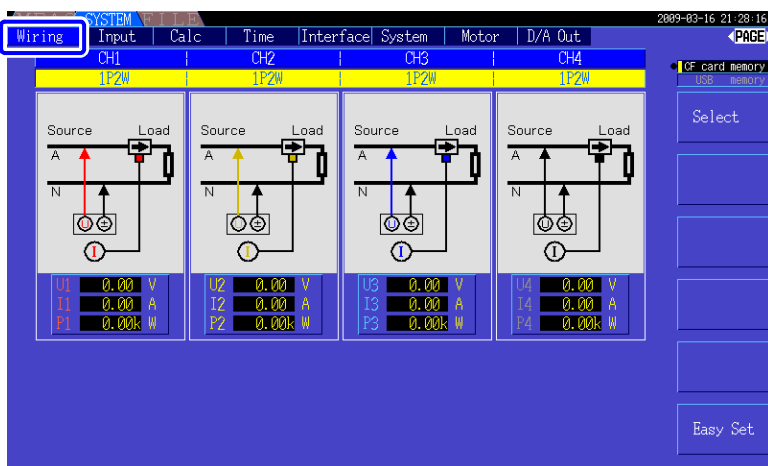 MEAS SYSTEM FILE 2009-03-16 21:28:16
Wiring Input Calc Time Interface System Motor D/A Out PAGE
CH1 CH2 CH3 CH4
CF card memory
1P2W 1P2W 1P2W 1P2W
USB memory
Select
Source Load Source Load Source Load Source Load
A A A A
N N N N
U ± ± U ± U ±
I I I I
U1 0.00 V U2 0.00 V U3 0.00 V U4 0.00 V
I1 0.00 A I2 0.00 A I3 0.00 A I4 0.00 A
P1 0.00k W P2 0.00k W P3 0.00k W P4 0.00k W
Easy Set